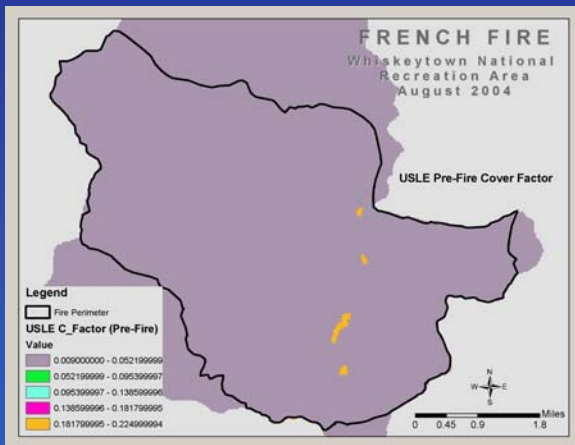 FRENCH FIRE
Whiskeytown National
Recreation Area
August 2004
USLE Pre-Fire Cover Factor
Legend
Fire Perimeter
USLE C_Factor (Pre-Fire)
Value
0.009000000 - 0.052199999
0.052199999 - 0.095399997
0.095399997 - 0.138599996
0.138599996 - 0.181799995
0.181799995 - 0.224999994
N
W E
S
0 0.45 0.9 1.8
Miles